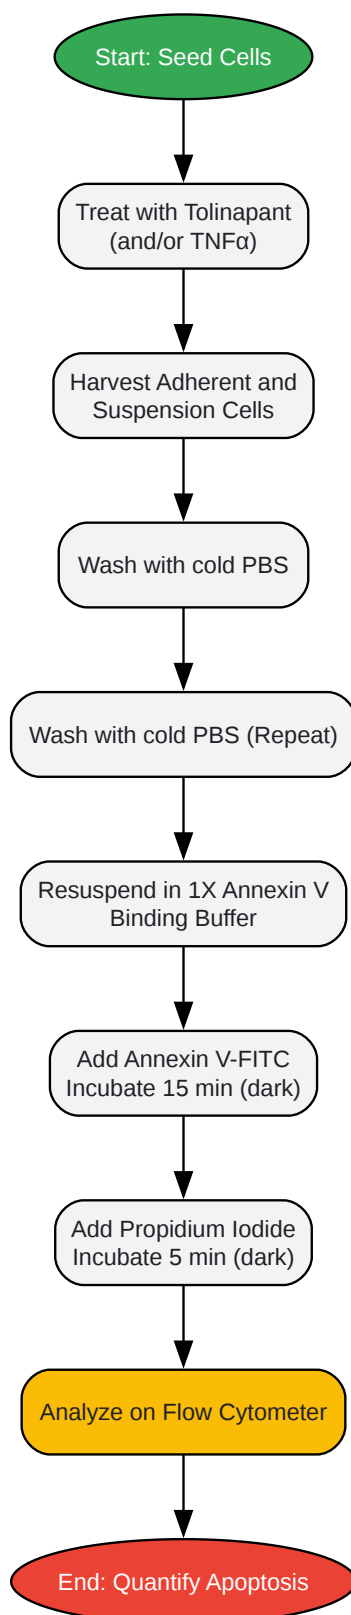 Start: Seed Cells
Treat with Tolinapant
(and/or TNFα)
Harvest Adherent and
Suspension Cells
Wash with cold PBS
Wash with cold PBS (Repeat)
Resuspend in 1X Annexin V
Binding Buffer
Add Annexin V-FITC
Incubate 15 min (dark)
Add Propidium Iodide
Incubate 5 min (dark)
Analyze on Flow Cytometer
End: Quantify Apoptosis